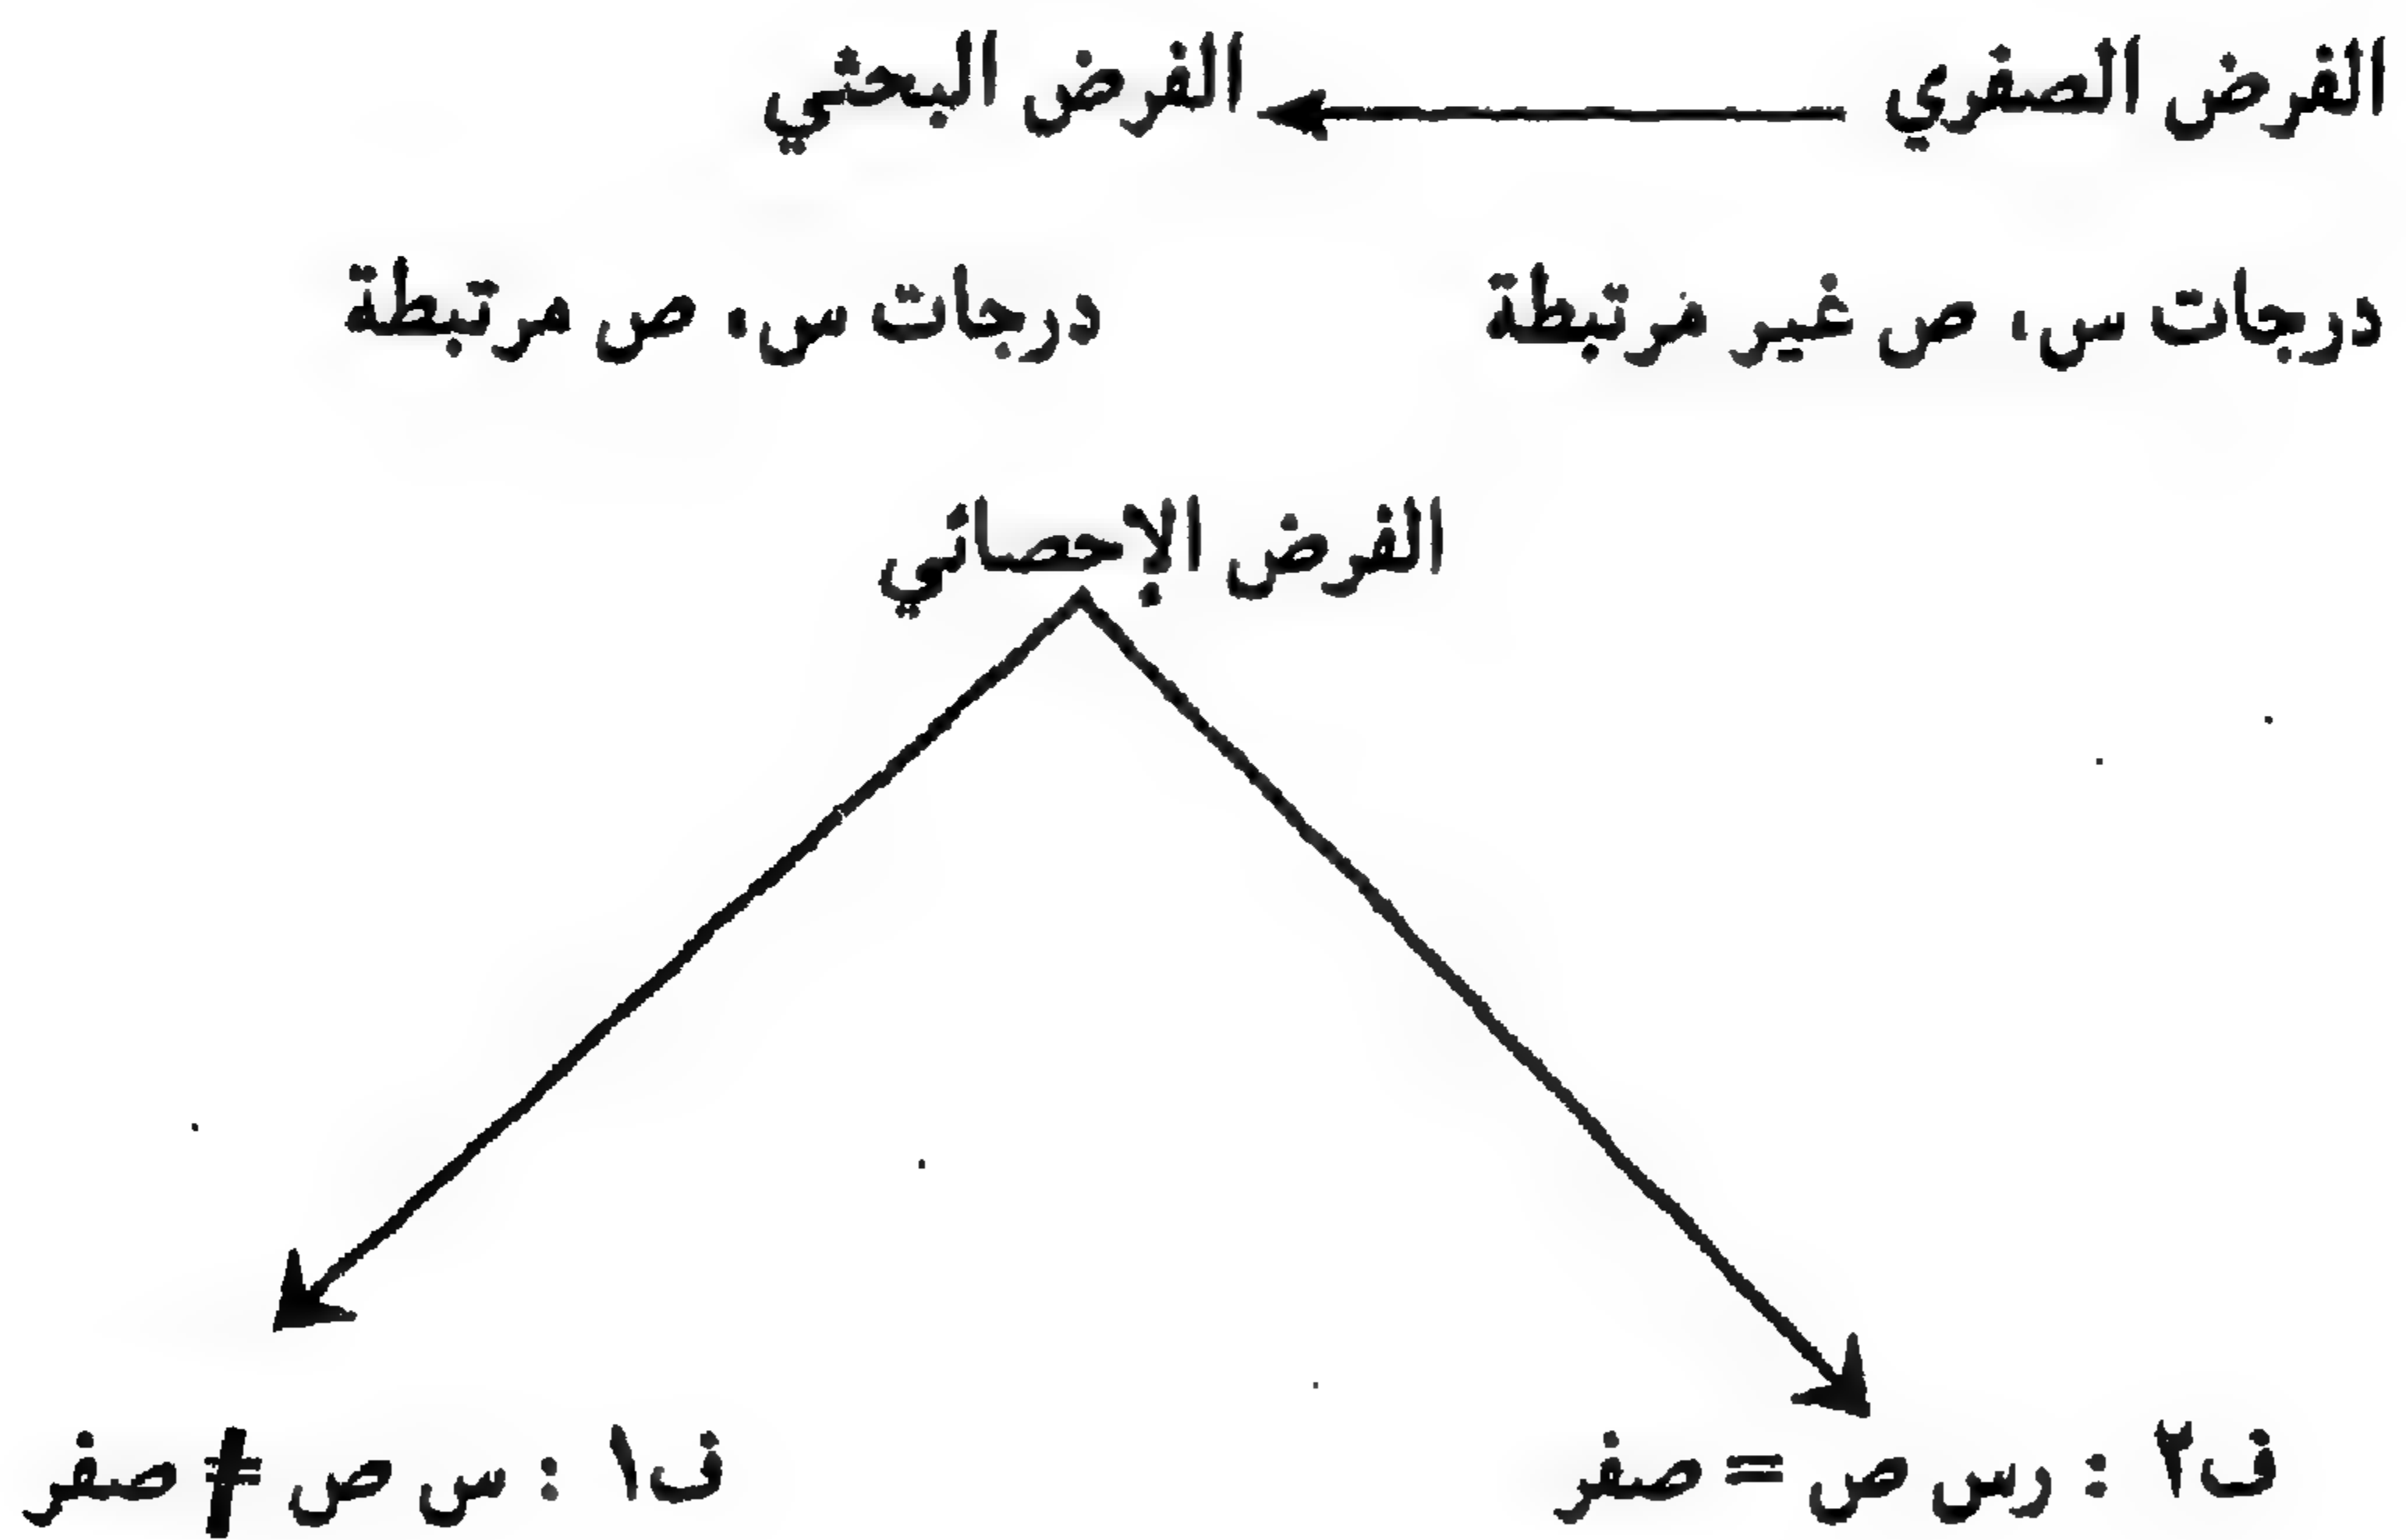 الفرض الصفري الفرض البحثي
درجات س، ص غير مرتبطة درجات س، ص مرتبطة
الفرض الإحصائي
ف٢ : رس ص = صفر ف١ : س ص ≠ صفر